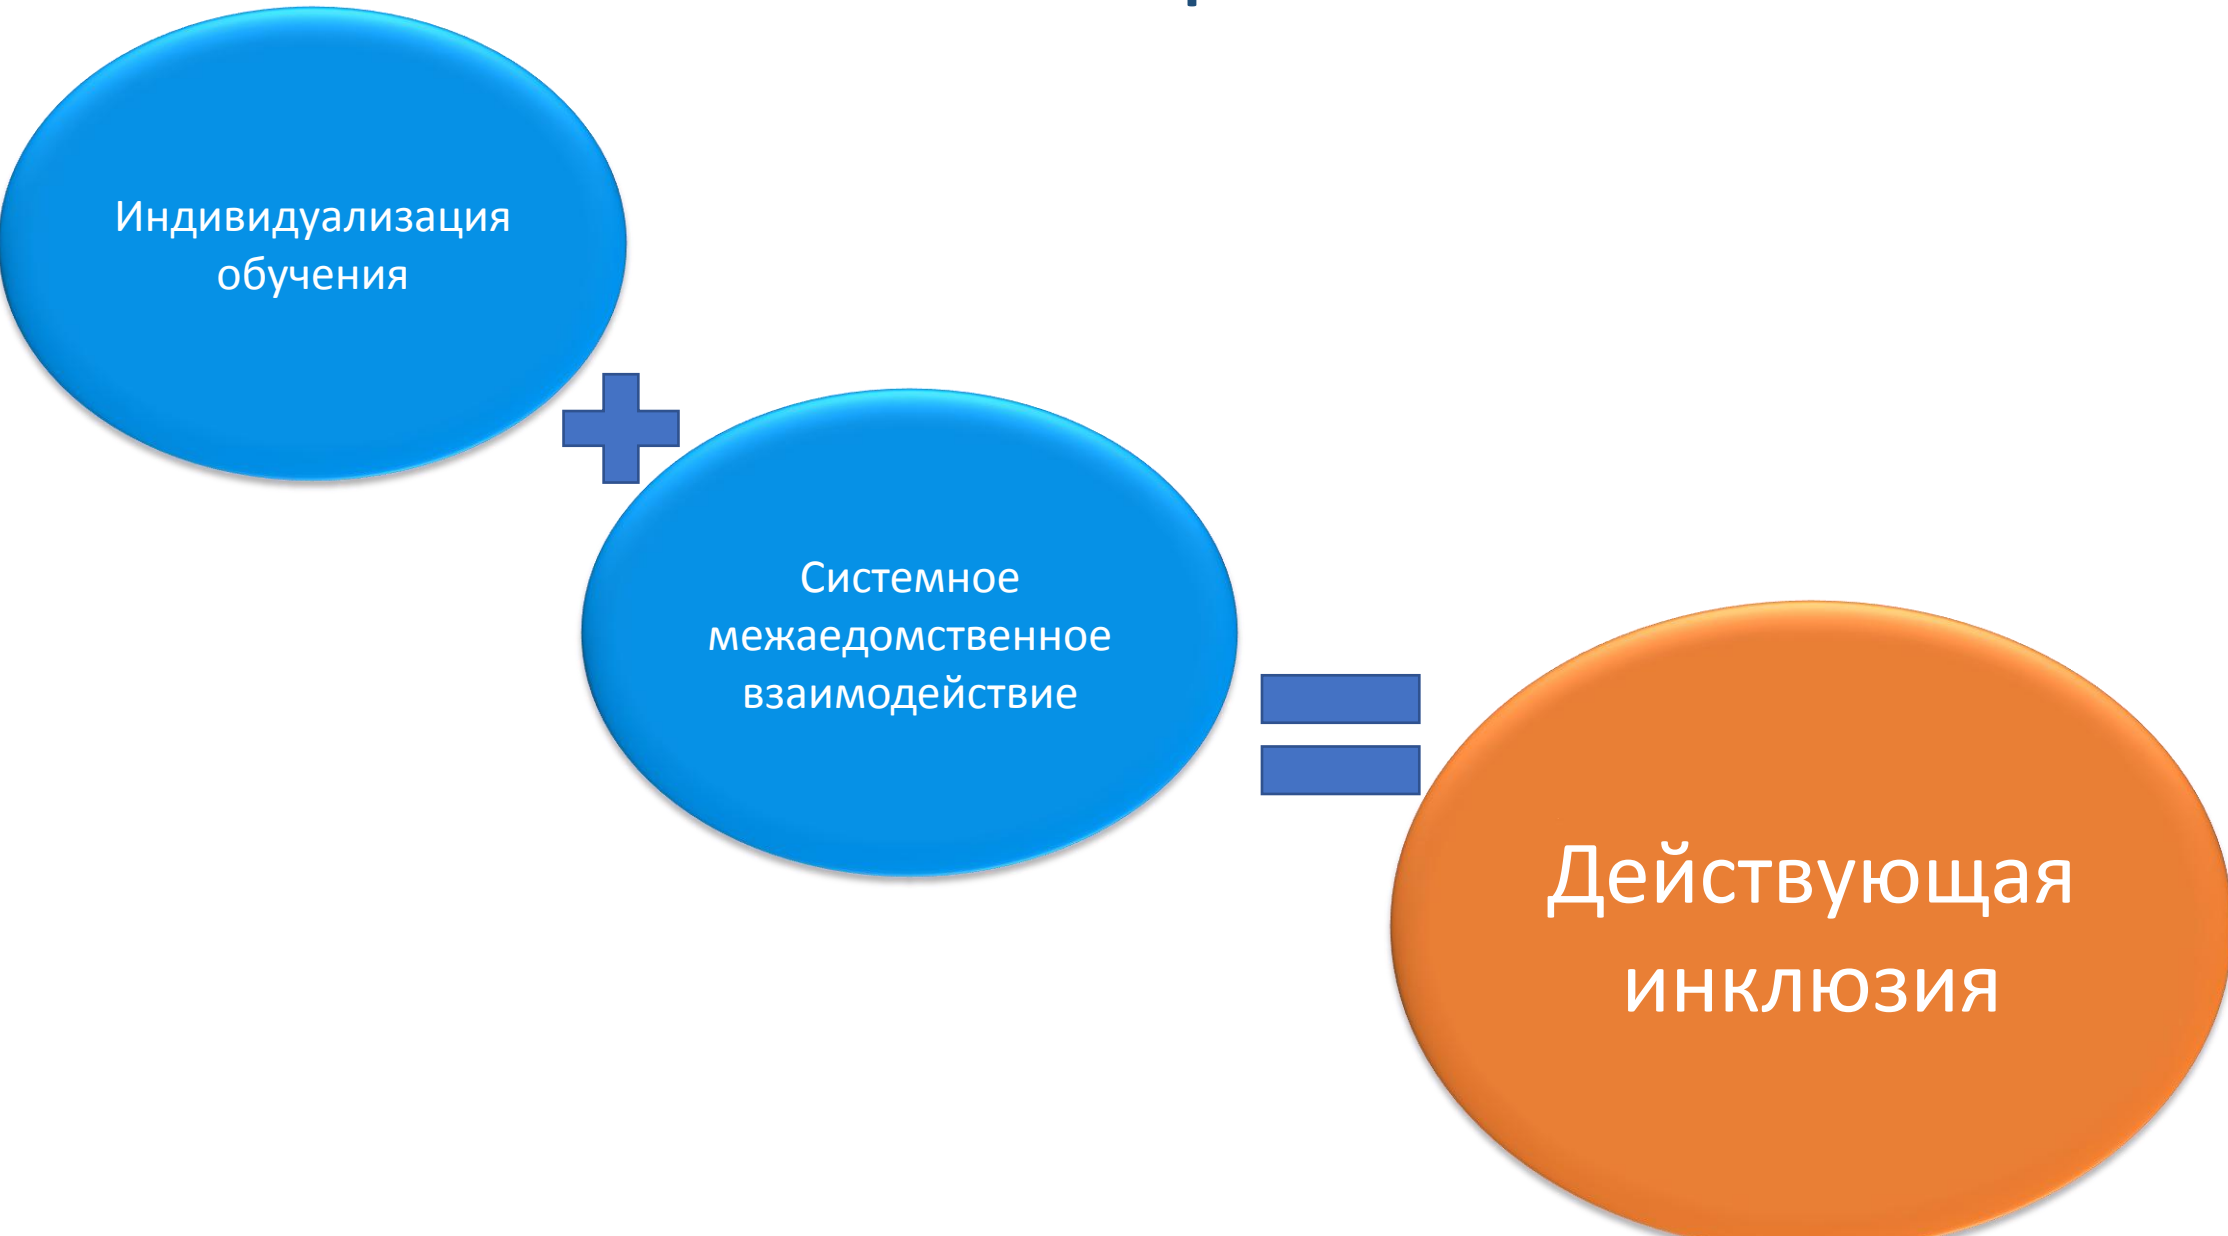 Индивидуализация
обучения
Системное
межаедомственное
взаимодействие
Действующая
инклюзия